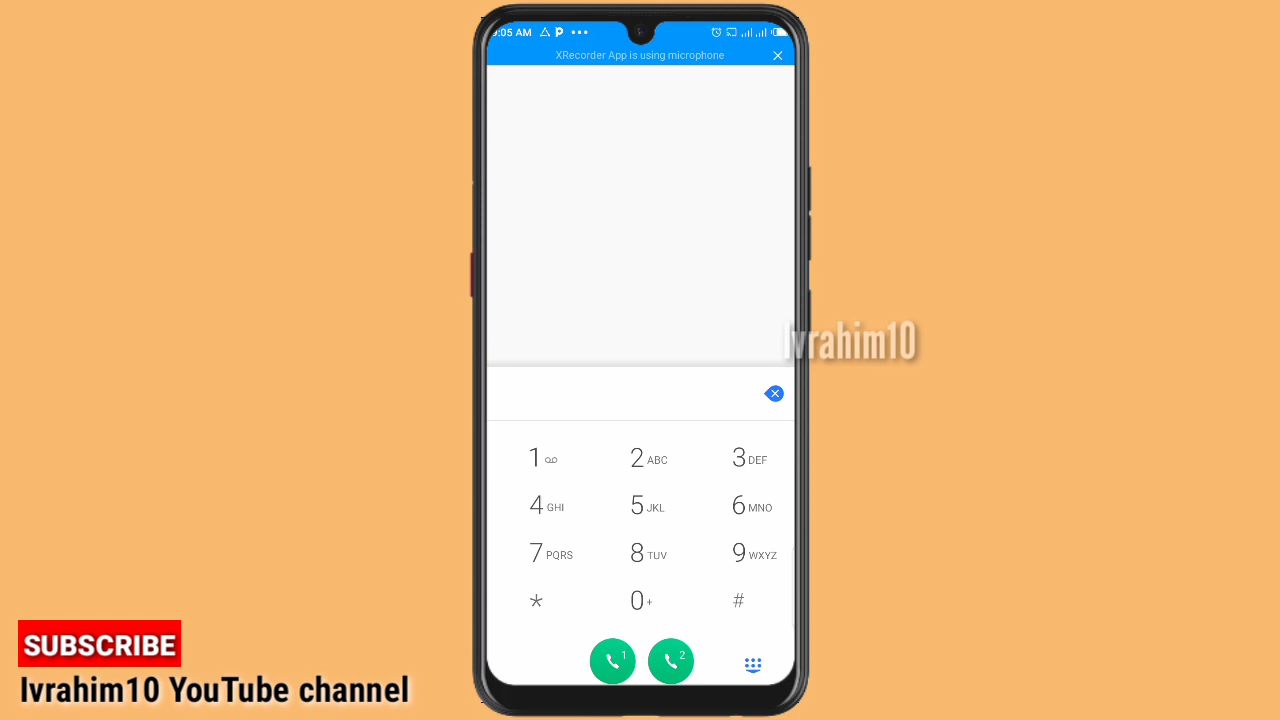 9:05 AM
XRecorder App is using microphone
1
2 ABC
3 DEF
4 GHI
5 JKL
6 MNO
7 PQRS
8 TUV
9 WXYZ
*
0 +
#
1
2
Ivrahim10
SUBSCRIBE
Ivrahim10 YouTube channel